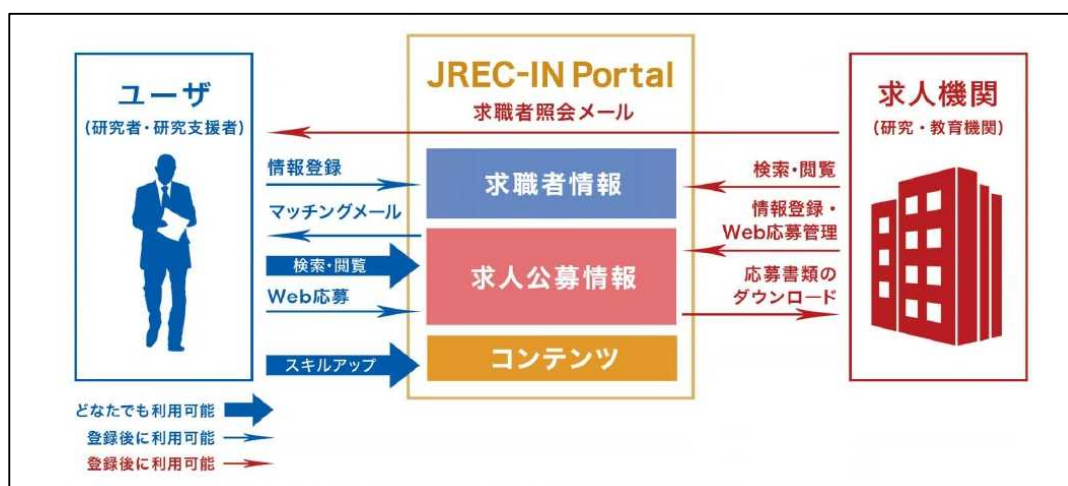 ユーザ
(研究者・研究支援者)
情報登録
マッチングメール
検索・閲覧
Web応募
スキルアップ
どなたでも利用可能
登録後に利用可能
登録後に利用可能
JREC-IN Portal
求職者照会メール
求職者情報
求人公募情報
コンテンツ
求人機関
(研究・教育機関)
検索・閲覧
情報登録・
Web応募管理
応募書類の
ダウンロード